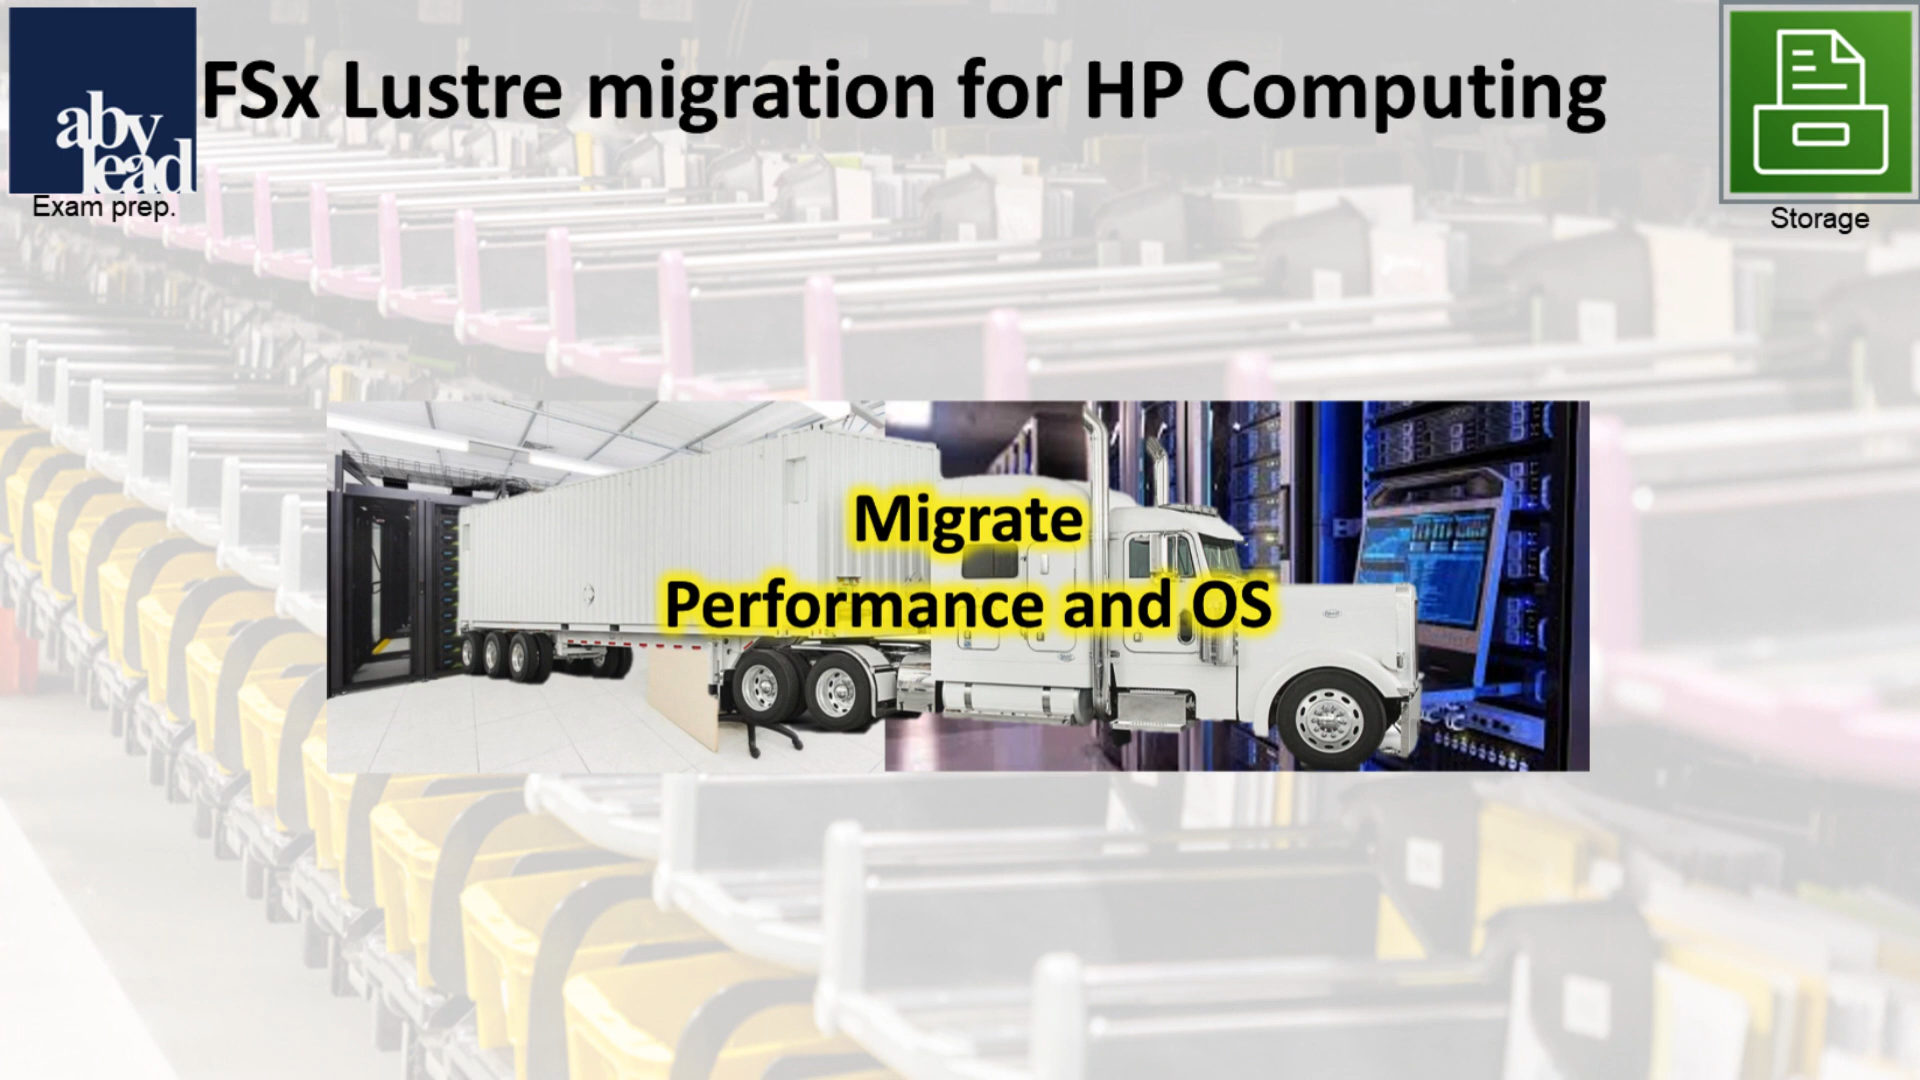 FSx Lustre migration for HP Computing
aby
lead
Exam prep.
Storage
Migrate
Performance and OS